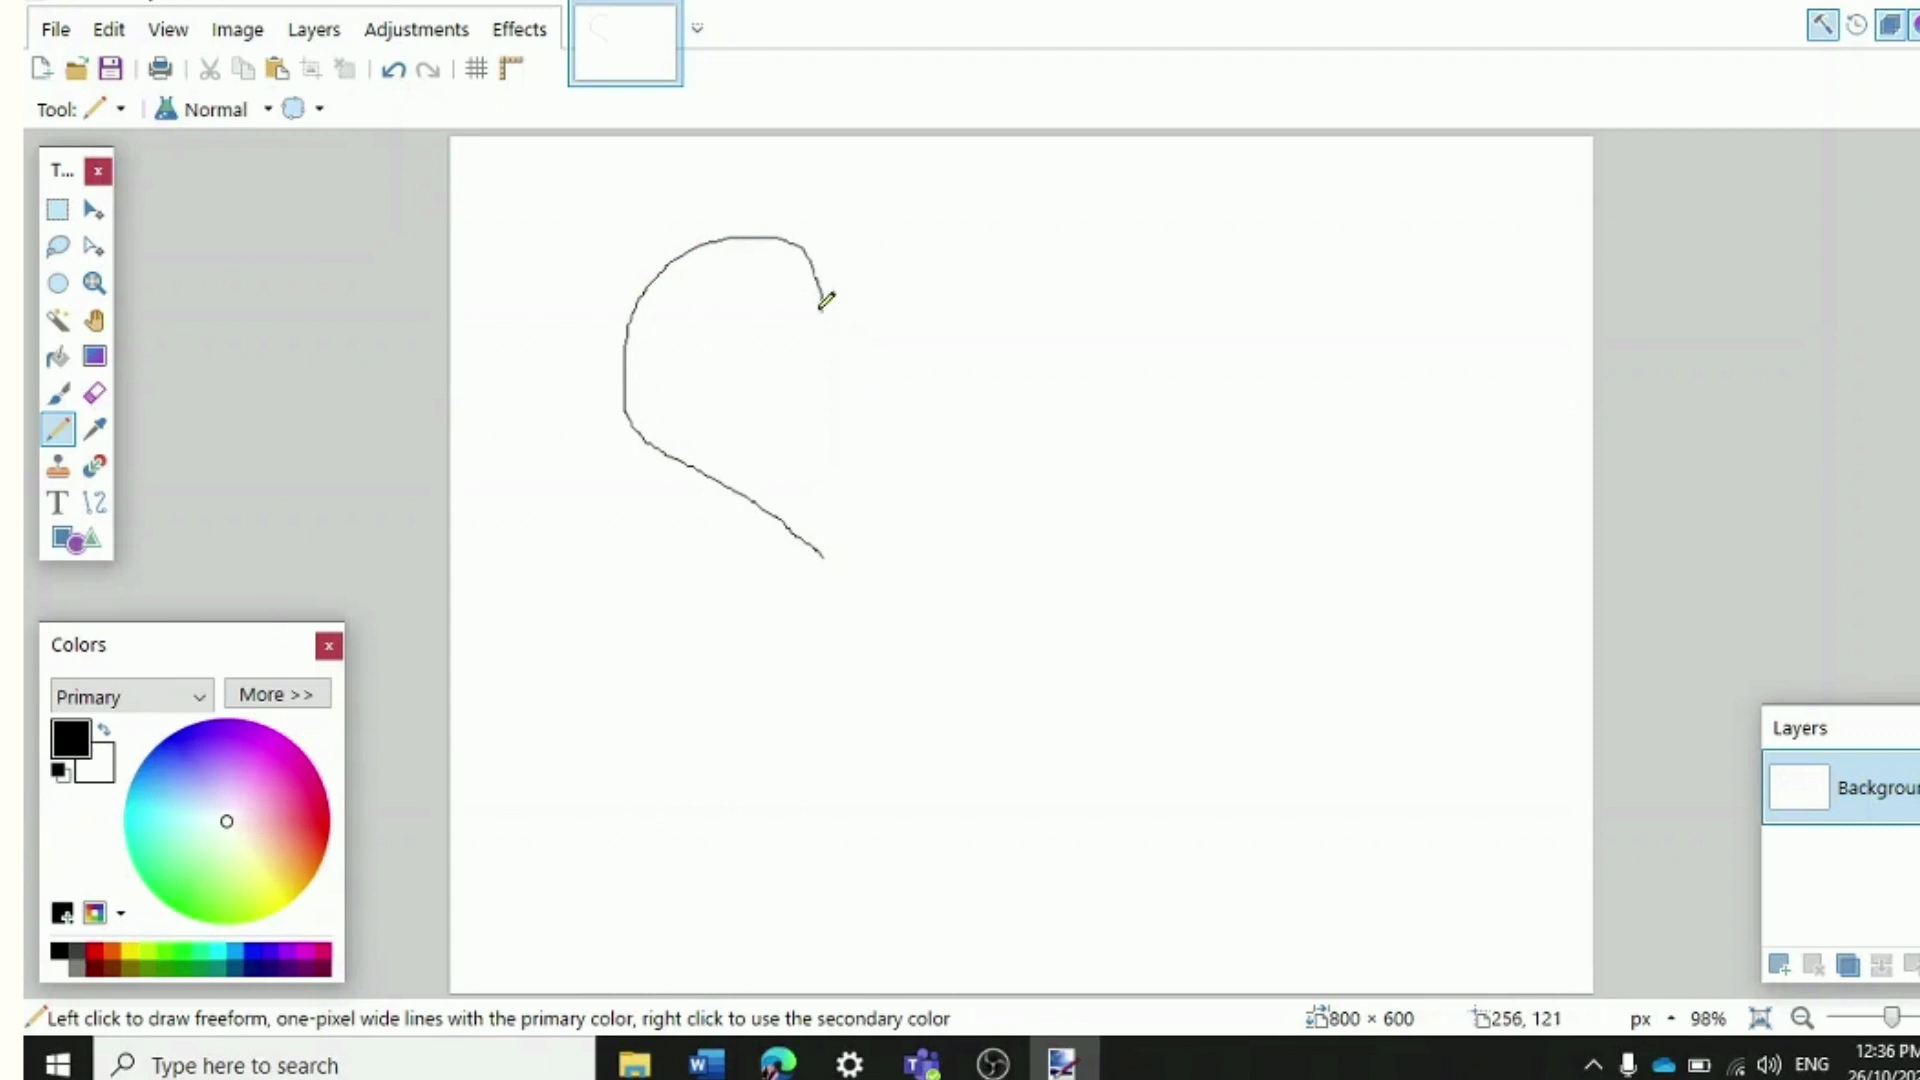 File Edit View Image Layers Adjustments Effects
Tool: Normal
T...
Colors
Primary More >>
Layers
Left click to draw freeform, one-pixel wide lines with the primary color, right click to use the secondary color 800 × 600 256, 121 px 98%
Type here to search ENG 12:36 PM